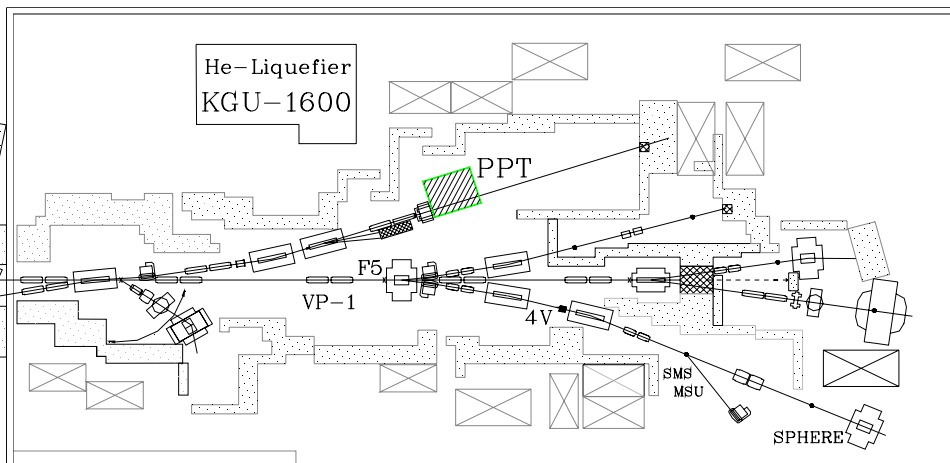 He-Liquefier
KGU-1600
PPT
F5
VP-1
4V
SMS
MSU
SPHERE